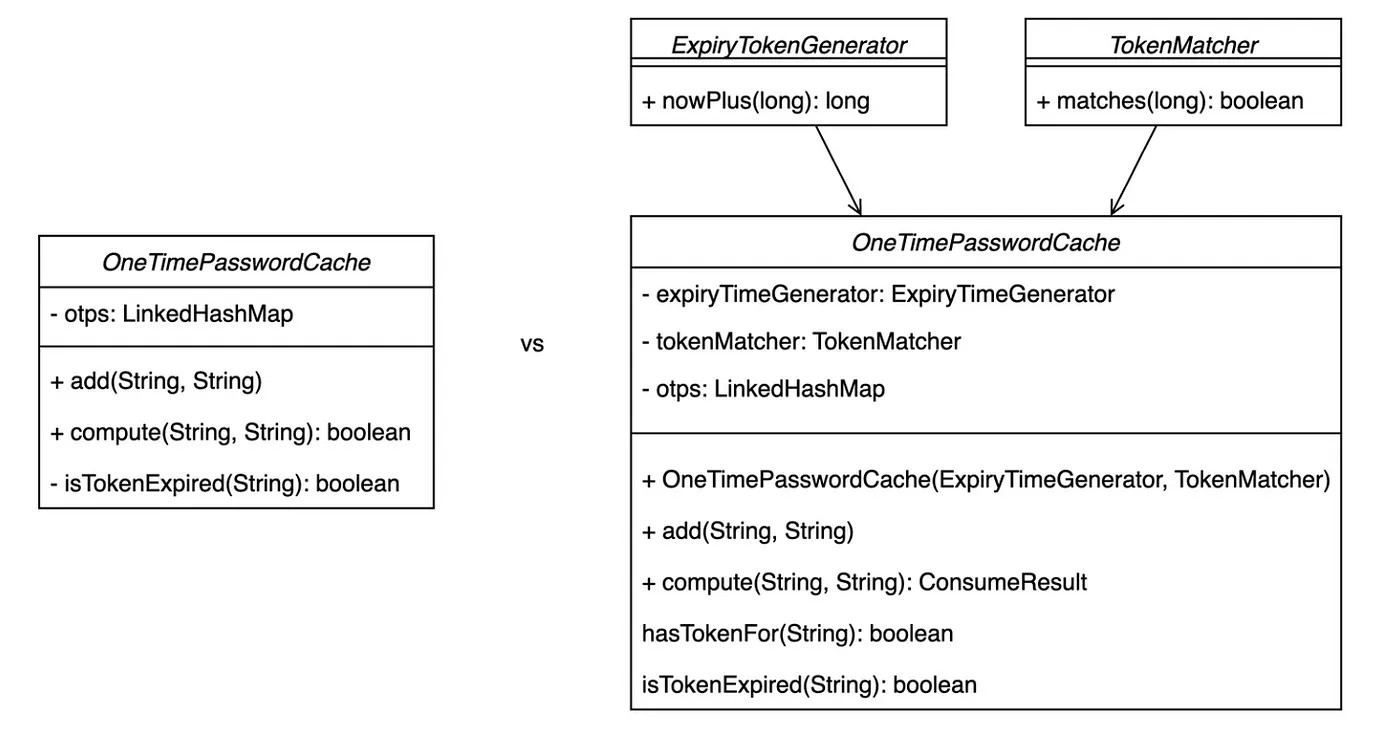 OneTimePasswordCache
- otps: LinkedHashMap
+ add(String, String)
+ compute(String, String): boolean
- isTokenExpired(String): boolean
vs
ExpiryTokenGenerator
+ nowPlus(long): long
TokenMatcher
+ matches(long): boolean
OneTimePasswordCache
- expiryTimeGenerator: ExpiryTimeGenerator
- tokenMatcher: TokenMatcher
- otps: LinkedHashMap
+ OneTimePasswordCache(ExpiryTimeGenerator, TokenMatcher)
+ add(String, String)
+ compute(String, String): ConsumeResult
hasTokenFor(String): boolean
isTokenExpired(String): boolean